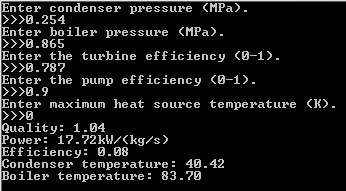 Enter condenser pressure (MPa).
>>>0.254
Enter boiler pressure (MPa).
>>>0.865
Enter the turbine efficiency (0-1).
>>>0.787
Enter the pump efficiency (0-1).
>>>0.9
Enter maximum heat source temperature (K).
>>>0
Quality: 1.04
Power: 17.72kW/(kg/s)
Efficiency: 0.08
Condenser temperature: 40.42
Boiler temperature: 83.70